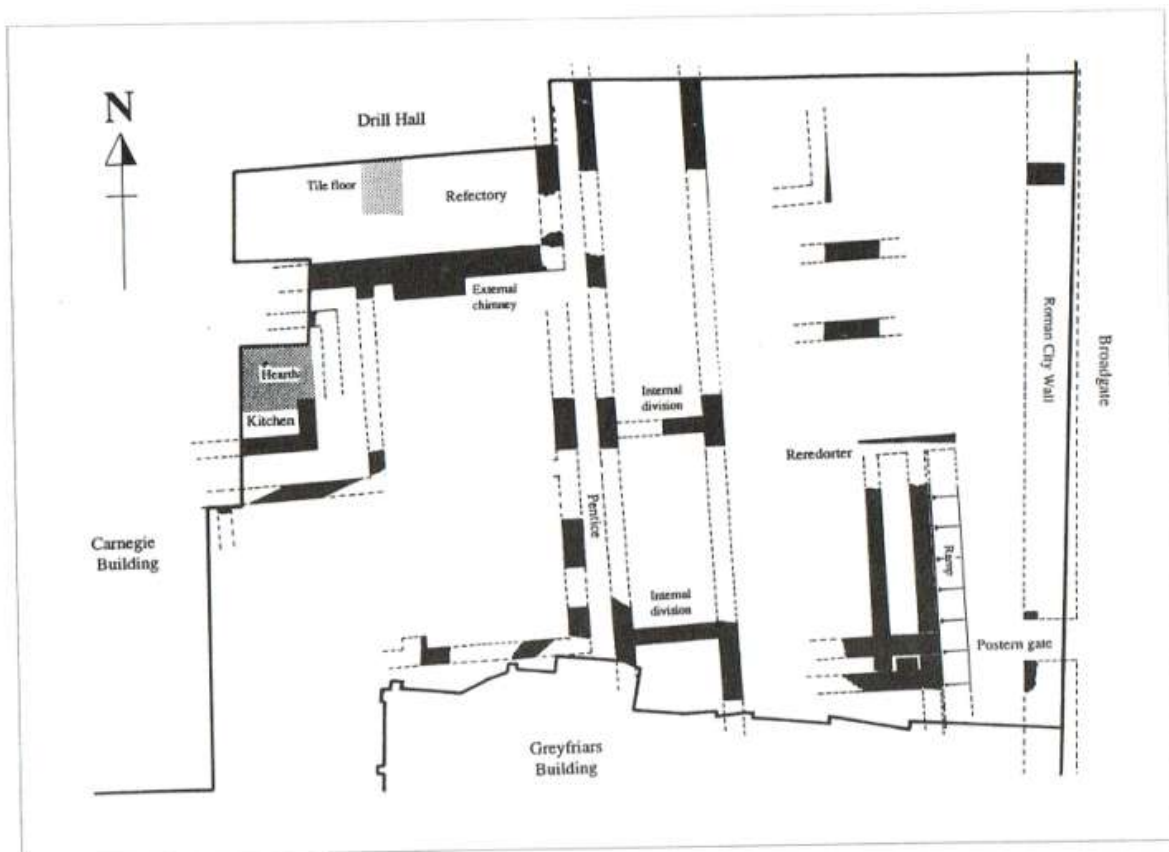 N
Drill Hall
Tile floor
Refectory
External
chimney
Hearth
Kitchen
Internal
division
Reredorter
Roman City Wall
Broadgate
Pentice
Ramp
Carnegie
Building
Internal
division
Postern gate
Greyfriars
Building